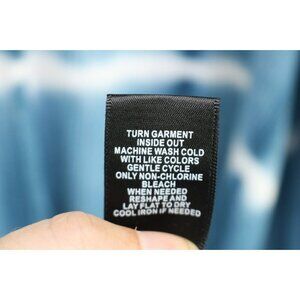 TURN GARMENT
INSIDE OUT
MACHINE WASH COLD
WITH LIKE COLORS
GENTLE CYCLE
ONLY NON-CHLORINE
BLEACH
WHEN NEEDED
RESHAPE AND
LAY FLAT TO DRY
COOL IRON IF NEEDED